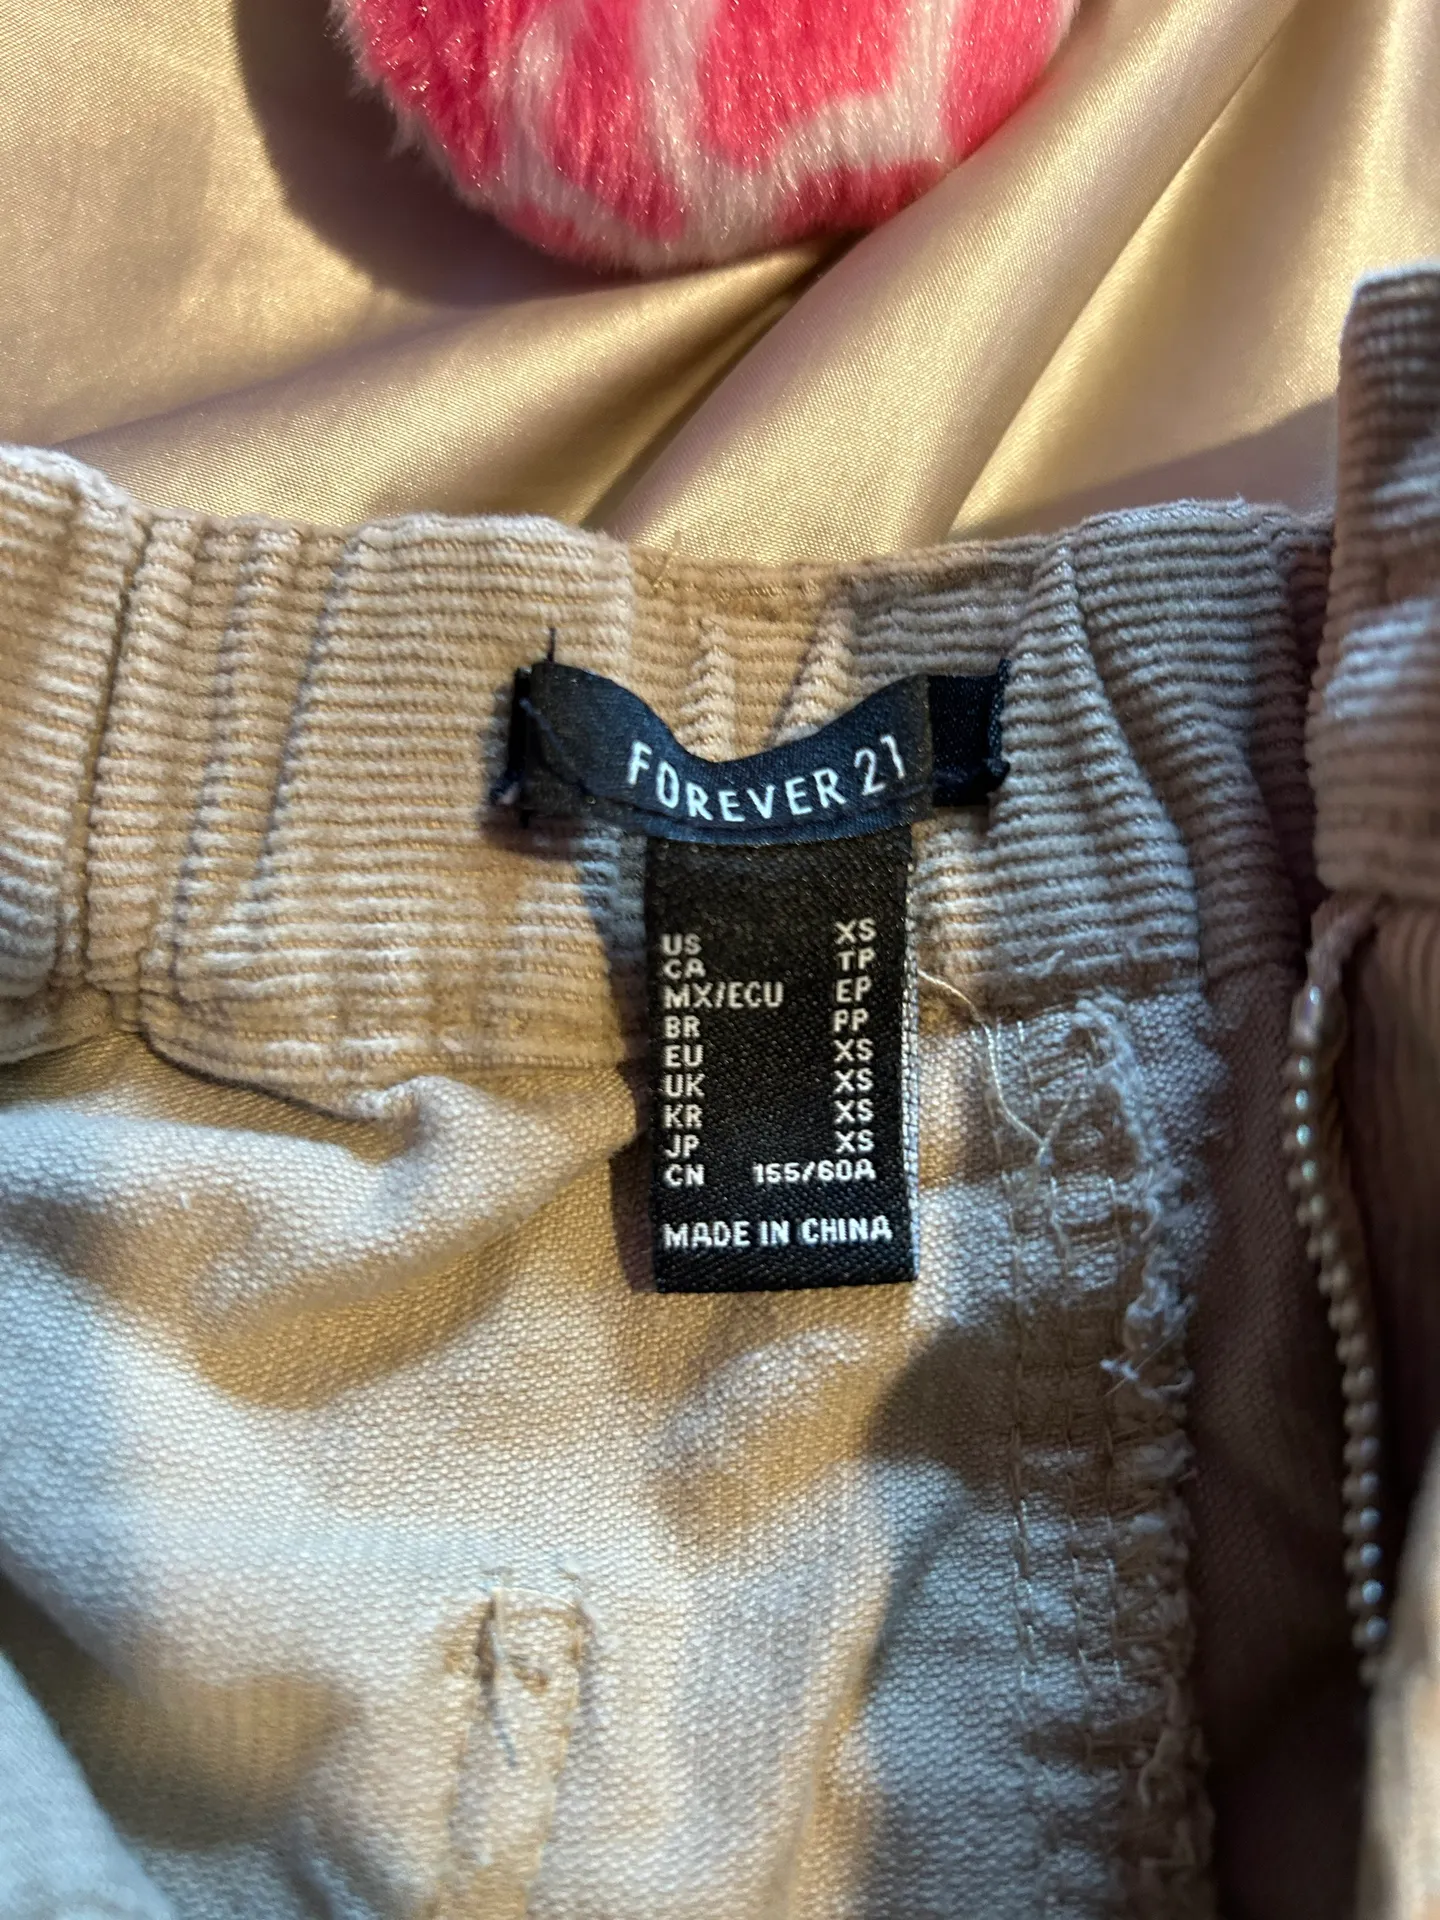 FOREVER 21
US XS
CA TP
MX/ECU EP
BR PP
EU XS
UK XS
KR XS
JP XS
CN 155/60A
MADE IN CHINA